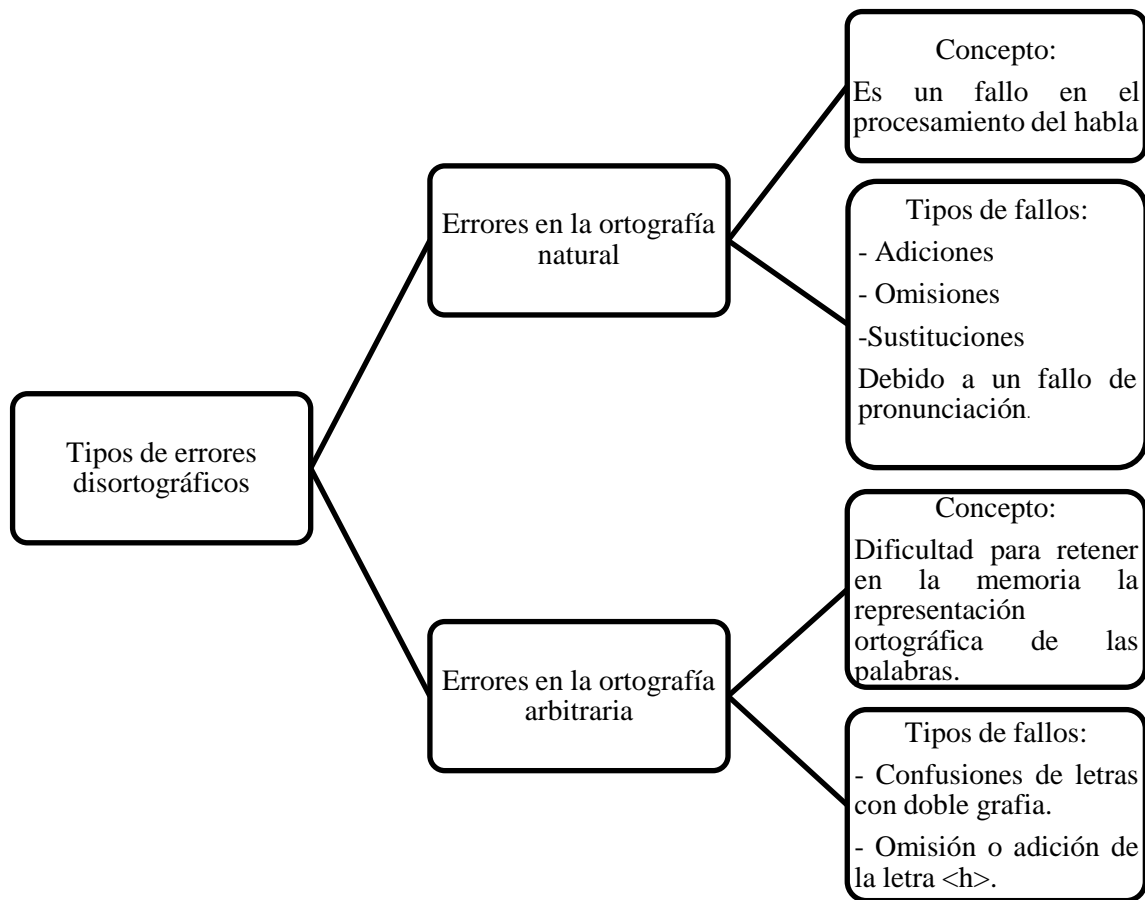 Tipos de errores
disortográficos
Errores en la ortografía
natural
Concepto:
Es un fallo en el
procesamiento del habla
Tipos de fallos:
- Adiciones
- Omisiones
-Sustituciones
Debido a un fallo de
pronunciación.
Errores en la ortografía
arbitraria
Concepto:
Dificultad para retener
en la memoria la
representación
ortográfica de las
palabras.
Tipos de fallos:
- Confusiones de letras
con doble grafia.
- Omisión o adición de
la letra <h>.